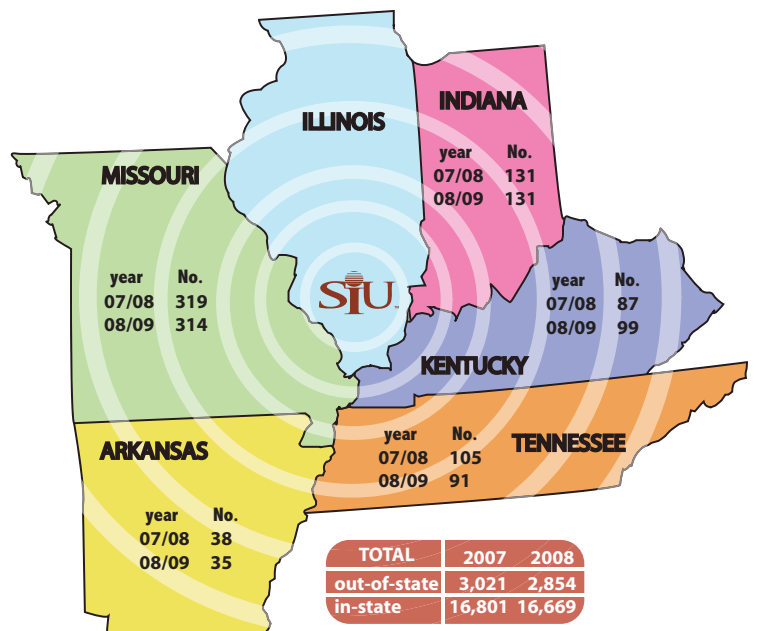 ILLINOIS
INDIANA
year No.
07/08 131
08/09 131
MISSOURI
year No.
07/08 319
08/09 314
SIU
year No.
07/08 87
08/09 99
KENTUCKY
ARKANSAS
year No.
07/08 38
08/09 35
year No.
07/08 105
08/09 91
TENNESSEE
TOTAL 2007 2008
out-of-state 3,021 2,854
in-state 16,801 16,669